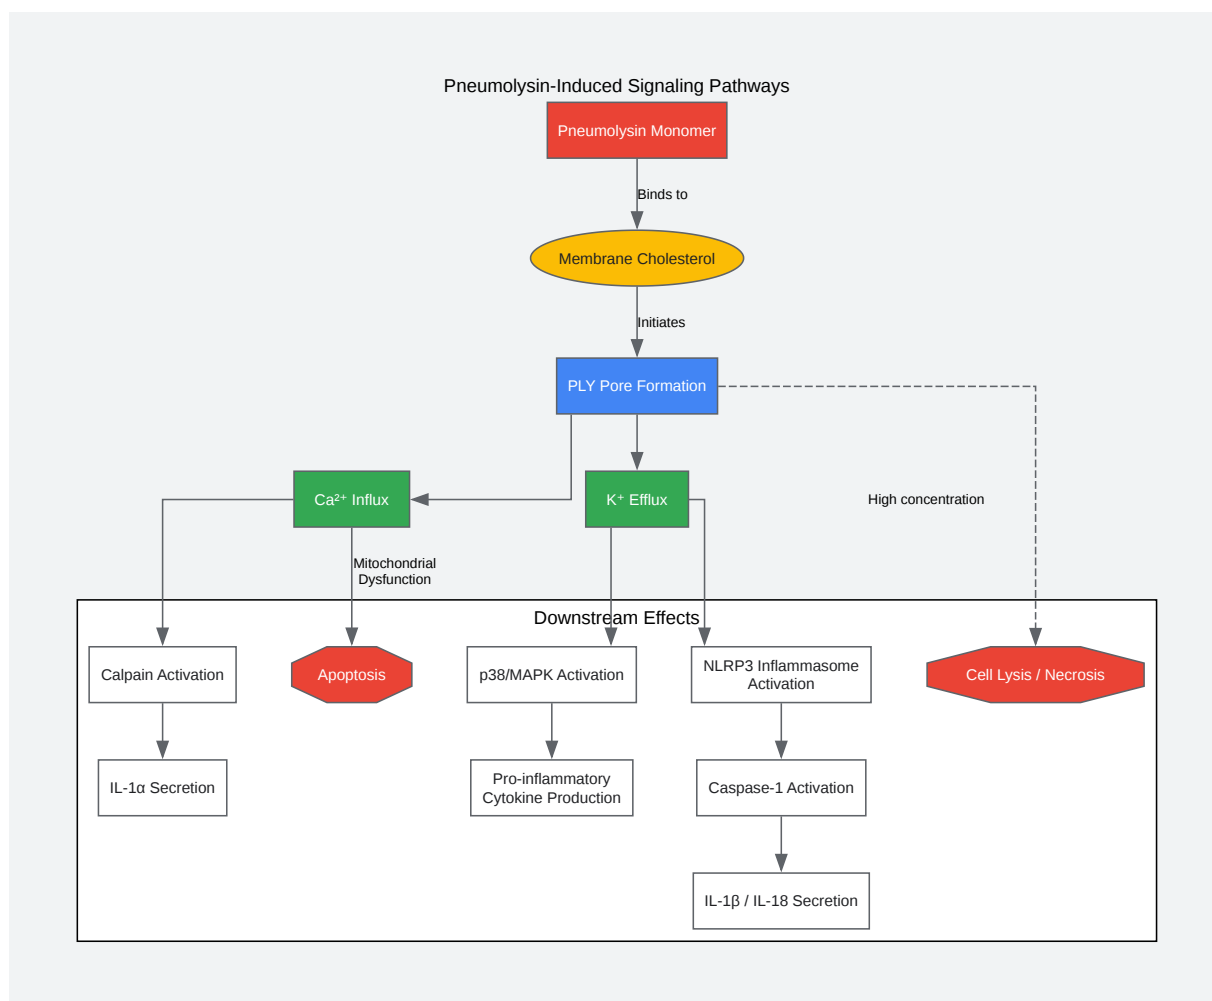 Pneumolysin-Induced Signaling Pathways
Pneumolysin Monomer
Binds to
Membrane Cholesterol
Initiates
PLY Pore Formation
Ca²⁺ Influx
K⁺ Efflux
High concentration
Mitochondrial
Dysfunction
Downstream Effects
Calpain Activation
Apoptosis
p38/MAPK Activation
NLRP3 Inflammasome
Activation
Cell Lysis / Necrosis
IL-1α Secretion
Pro-inflammatory
Cytokine Production
Caspase-1 Activation
IL-1β / IL-18 Secretion